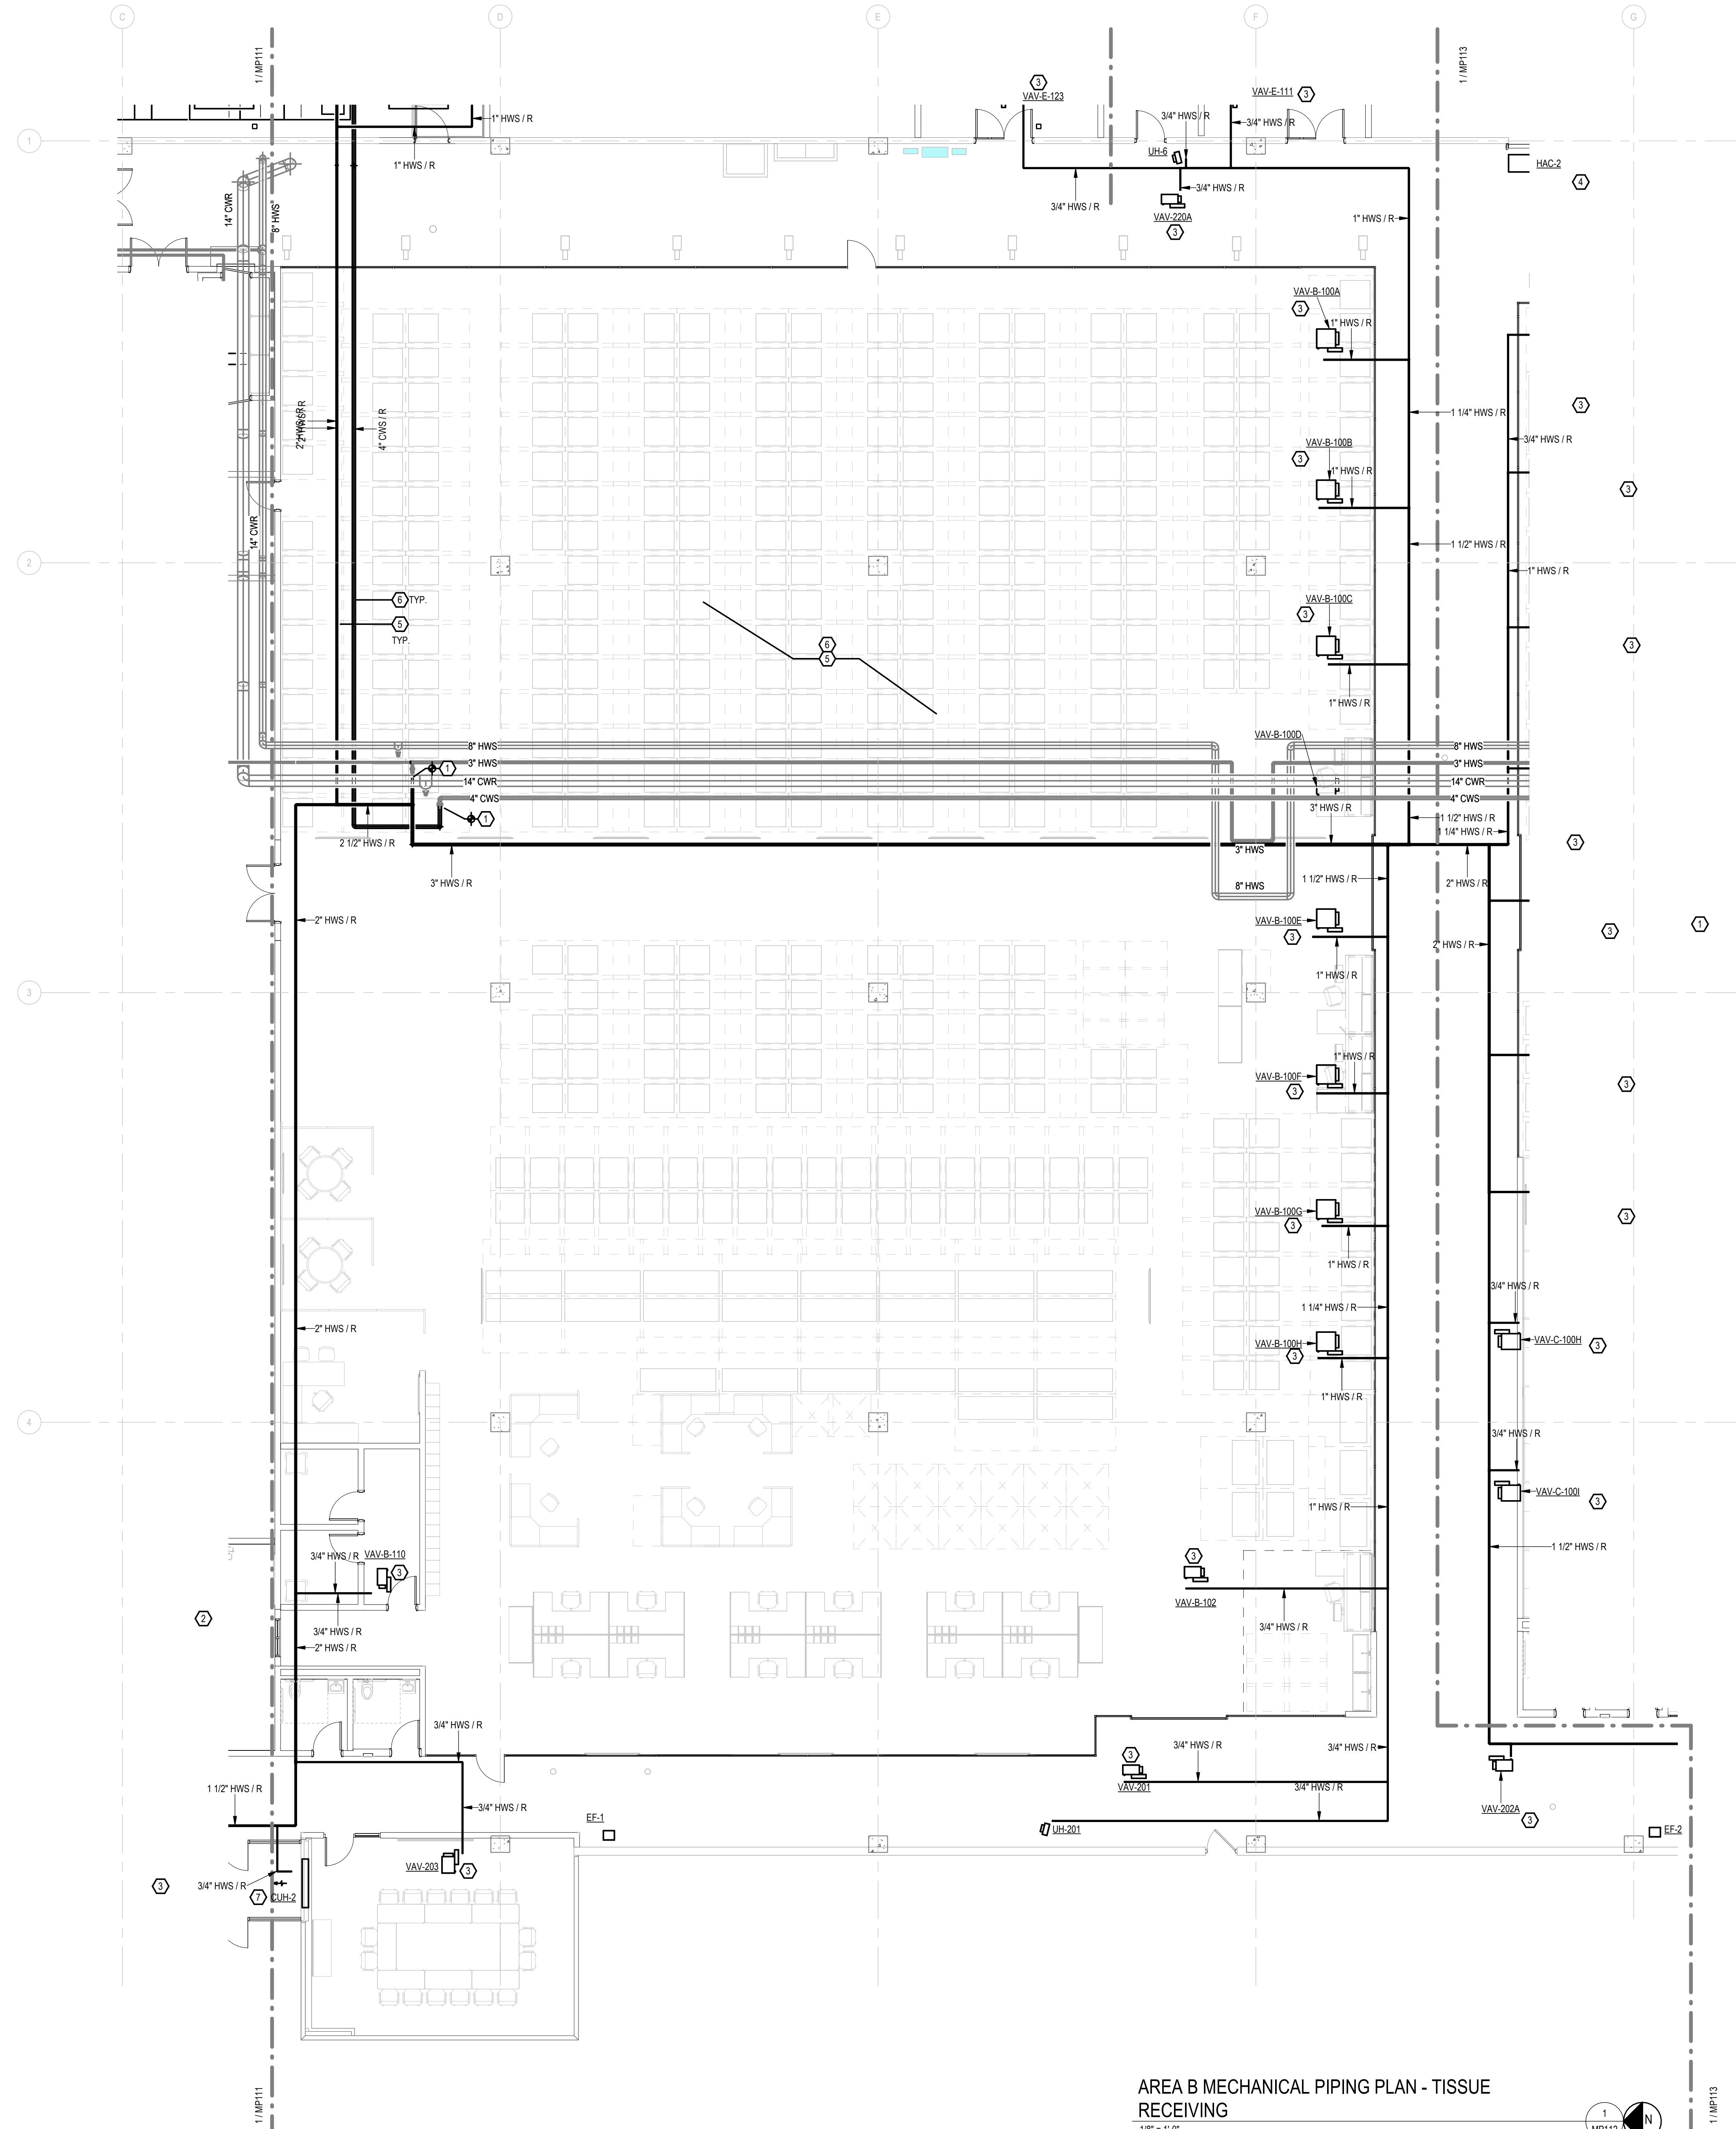 C
D
E
F
G
1 / MP111
1 / MP113
3
VAV-E-123
VAV-E-111
3
1" HWS / R
3/4" HWS / R
3/4" HWS / R
1
1" HWS / R
UH-6
HAC-2
4
14" CWR
8" HWS
3/4" HWS / R
3/4" HWS / R
VAV-220A
3
1" HWS / R
VAV-B-100A
3
1" HWS / R
2" HWS / R
2" HWS / R
4" CWS / R
1 1/4" HWS / R
3
3/4" HWS / R
VAV-B-100B
3
1" HWS / R
3
14" CWR
1 1/2" HWS / R
2
1" HWS / R
6
TYP.
5
TYP.
VAV-B-100C
3
6
5
3
1" HWS / R
VAV-B-100D
8" HWS
8" HWS
3" HWS
3" HWS
1
14" CWR
14" CWR
4" CWS
4" CWS
3" HWS / R
1
1 1/2" HWS / R
1 1/4" HWS / R
2 1/2" HWS / R
3
3" HWS
3" HWS / R
8" HWS
1 1/2" HWS / R
2" HWS / R
2" HWS / R
VAV-B-100E
3
3
1
2" HWS / R
1" HWS / R
3
1" HWS / R
VAV-B-100F
3
3
VAV-B-100G
3
3
1" HWS / R
3/4" HWS / R
1 1/4" HWS / R
2" HWS / R
VAV-B-100H
3
VAV-C-100H
3
1" HWS / R
4
3/4" HWS / R
VAV-C-100I
3
1" HWS / R
1 1/2" HWS / R
3/4" HWS / R
VAV-B-110
3
3
VAV-B-102
2
3/4" HWS / R
3/4" HWS / R
2" HWS / R
3/4" HWS / R
3/4" HWS / R
3/4" HWS / R
3
VAV-201
3/4" HWS / R
1 1/2" HWS / R
3/4" HWS / R
EF-1
UH-201
VAV-202A
3
EF-2
VAV-203
3
3
3/4" HWS / R
7
CUH-2
1 / MP111
1 / MP113
AREA B MECHANICAL PIPING PLAN - TISSUE
RECEIVING
1/8" = 1'-0"
1
MP112
N